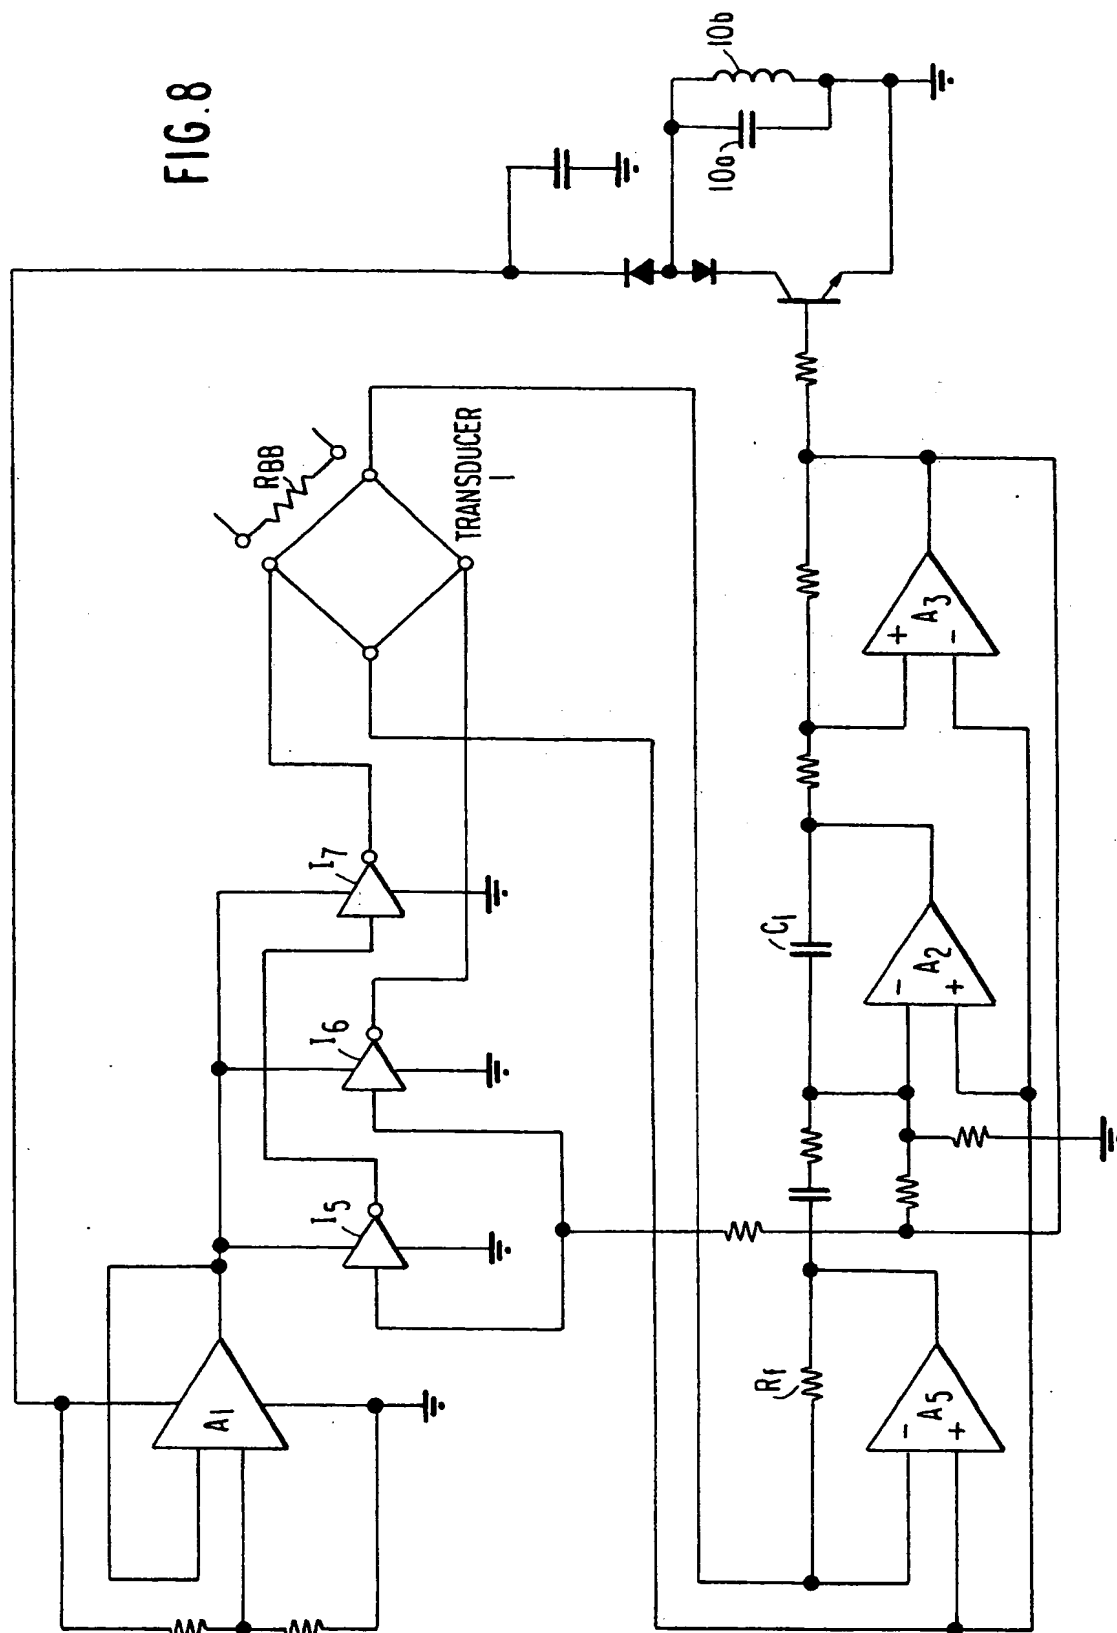 FIG.8
10b
10a
RBB
TRANSDUCER
1
I7
I6
I5
A1
C1
+
A3
-
-
A2
+
Rf
-
A5
+